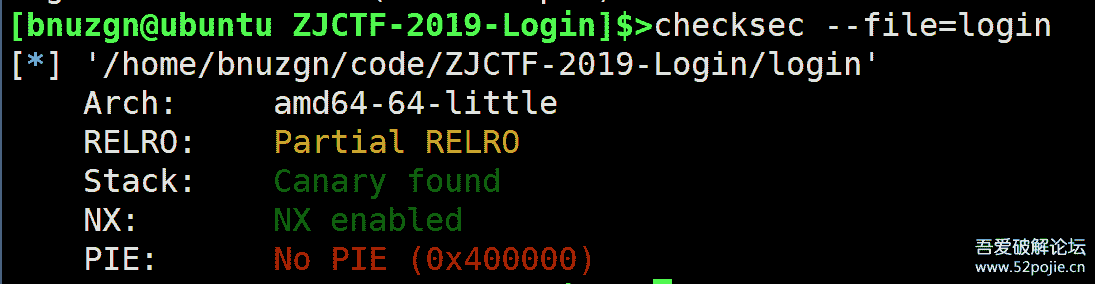 [bnuzgn@ubuntu ZJCTF-2019-Login]$>checksec --file=login
[*] '/home/bnuzgn/code/ZJCTF-2019-Login/login'
Arch: amd64-64-little
RELRO: Partial RELRO
Stack: Canary found
NX: NX enabled
PIE: No PIE (0x400000)
吾爱破解论坛
www.52pojie.cn